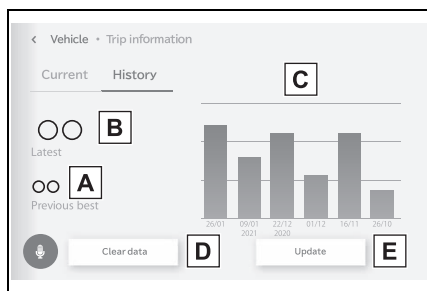 < Vehicle • Trip information
Current History
C
B
Latest
A
Previous best
26/01 09/01 22/12 01/12 16/11 26/10
2021 2020
Clear data D Update E